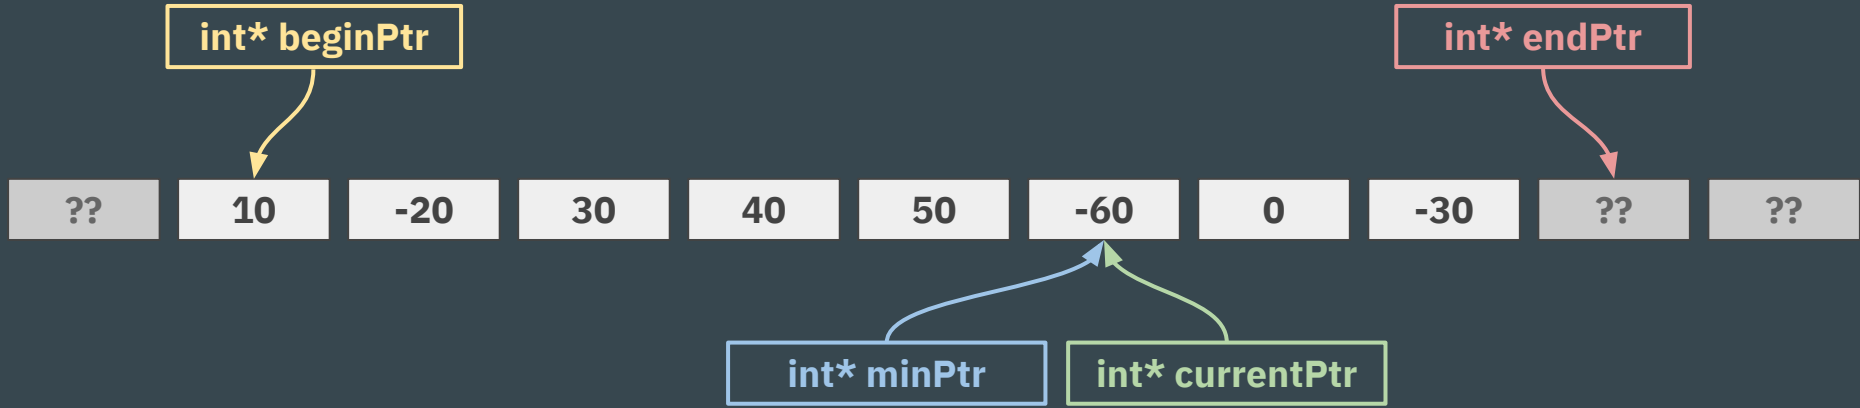 int* beginPtr
int* endPtr
?? 10 -20 30 40 50 -60 0 -30 ?? ??
int* minPtr
int* currentPtr